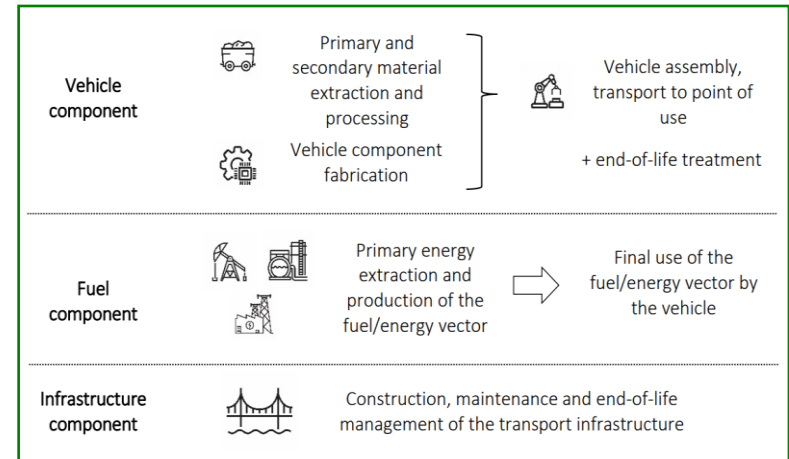 Vehicle
component
Primary and
secondary material
extraction and
processing
Vehicle component
fabrication
Vehicle assembly,
transport to point of
use
+ end-of-life treatment
Fuel
component
Primary energy
extraction and
production of the
fuel/energy vector
Final use of the
fuel/energy vector by
the vehicle
Infrastructure
component
Construction, maintenance and end-of-life
management of the transport infrastructure